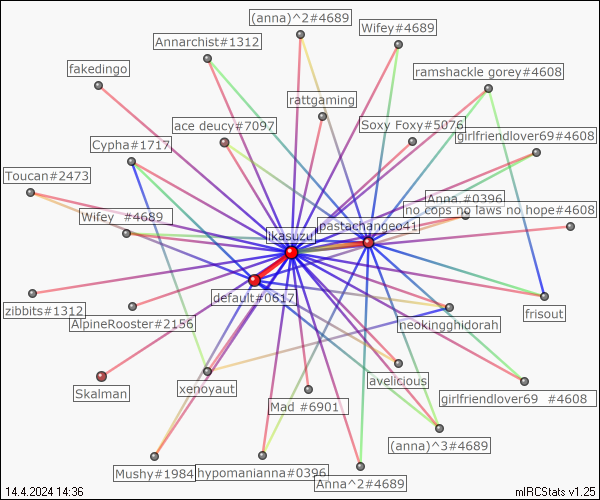 (anna)^2#4689
Wifey#4689
Annarchist#1312
fakedingo
ramshackle gorey#4608
rattgaming
ace deucy#7097
Soxy Foxy#5076
girlfriendlover69#4608
Cypha#1717
Toucan#2473
Anna #0396
no cops no laws no hope#4608
Wifey  #4689
pastachangeo41
ikasuzu
default#0617
zibbits#1312
AlpineRooster#2156
neokingghidorah
frisout
Skalman
xenoyaut
avelicious
Mad #6901
girlfriendlover69  #4608
(anna)^3#4689
Mushy#1984
hypomanianna#0396
Anna^2#4689
14.4.2024 14:36
mIRCStats v1.25